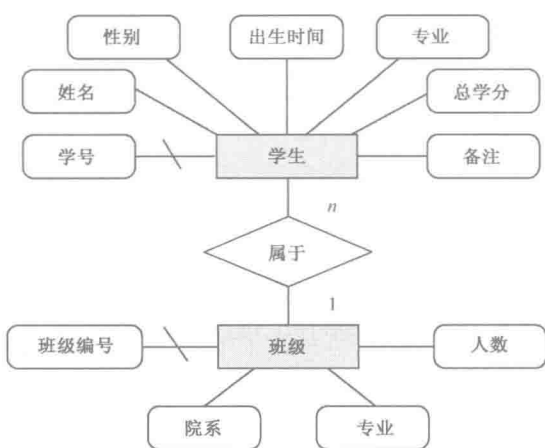 性别 出生时间 专业
姓名 总学分
学号 学生 备注
n
属于
1
班级编号 班级 人数
院系 专业